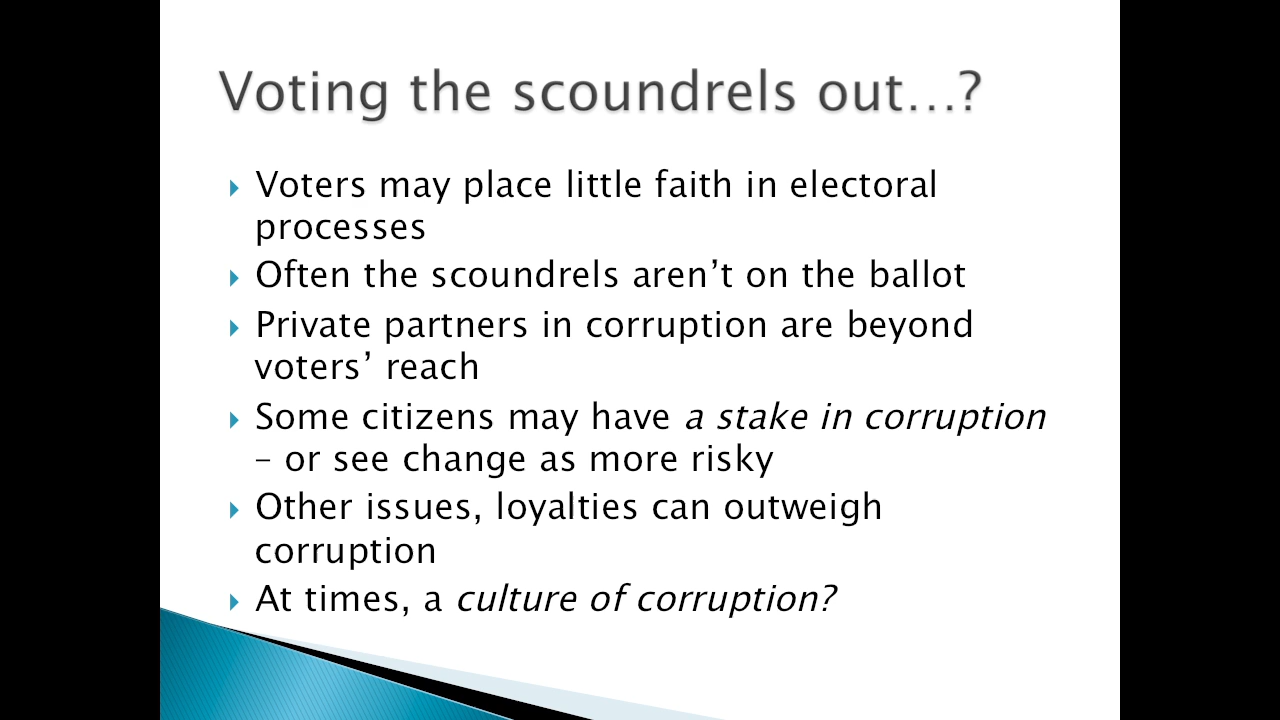 Voting the scoundrels out…?
Voters may place little faith in electoral
processes
Often the scoundrels aren’t on the ballot
Private partners in corruption are beyond
voters’ reach
Some citizens may have a stake in corruption
– or see change as more risky
Other issues, loyalties can outweigh
corruption
At times, a culture of corruption?